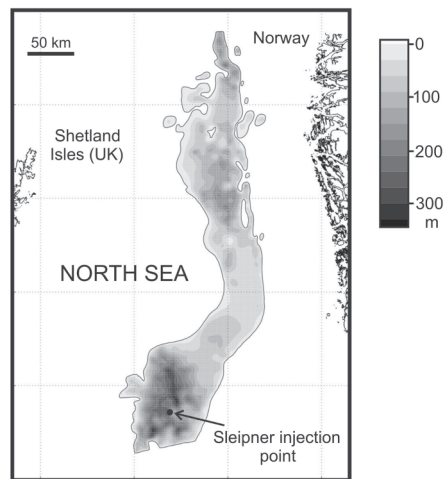 50 km
Norway
Shetland
Isles (UK)
NORTH SEA
Sleipner injection
point
0
100
200
300
m